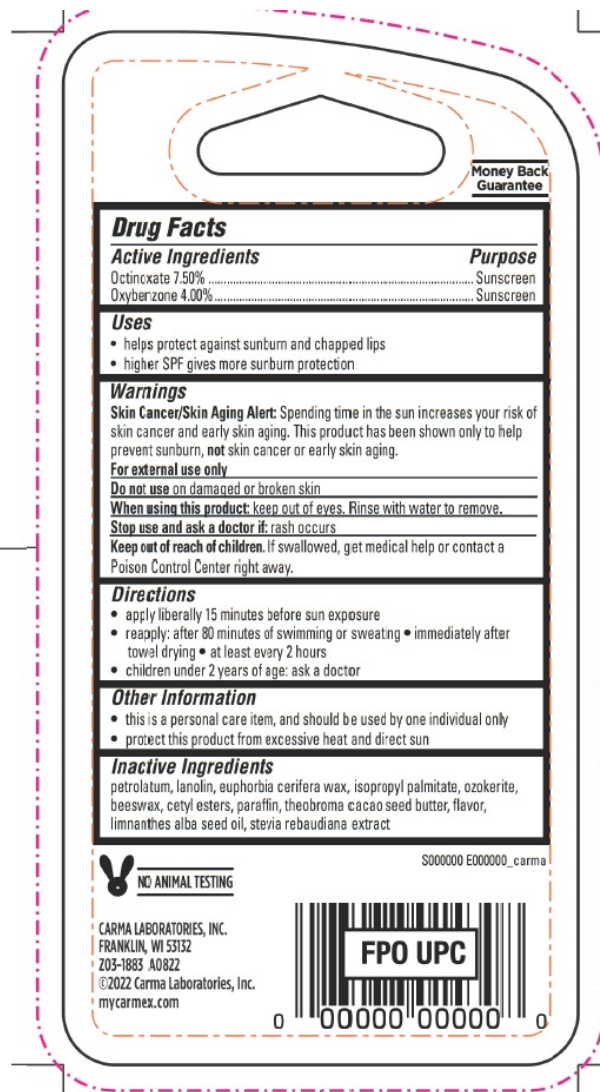 Money Back
Guarantee
Drug Facts
Active Ingredients Purpose
Octinoxate 7.50% ........ Sunscreen
Oxybenzone 4.00% ........ Sunscreen
Uses
• helps protect against sunburn and chapped lips
• higher SPF gives more sunburn protection
Warnings
Skin Cancer/Skin Aging Alert: Spending time in the sun increases your risk of
skin cancer and early skin aging. This product has been shown only to help
prevent sunburn, not skin cancer or early skin aging.
For external use only
Do not use on damaged or broken skin
When using this product: keep out of eyes. Rinse with water to remove.
Stop use and ask a doctor if: rash occurs
Keep out of reach of children. If swallowed, get medical help or contact a
Poison Control Center right away.
Directions
• apply liberally 15 minutes before sun exposure
• reapply: after 80 minutes of swimming or sweating • immediately after
towel drying • at least every 2 hours
• children under 2 years of age: ask a doctor
Other Information
• this is a personal care item, and should be used by one individual only
• protect this product from excessive heat and direct sun
Inactive Ingredients
petrolatum, lanolin, euphorbia cerifera wax, isopropyl palmitate, ozokerite,
beeswax, cetyl esters, paraffin, theobroma cacao seed butter, flavor,
limnanthes alba seed oil, stevia rebaudiana extract
S000000 E000000_carma
NO ANIMAL TESTING
CARMA LABORATORIES, INC.
FRANKLIN, WI 53132
Z03-1883 A0822
©2022 Carma Laboratories, Inc.
mycarmex.com
FPO UPC
0 00000 00000 0